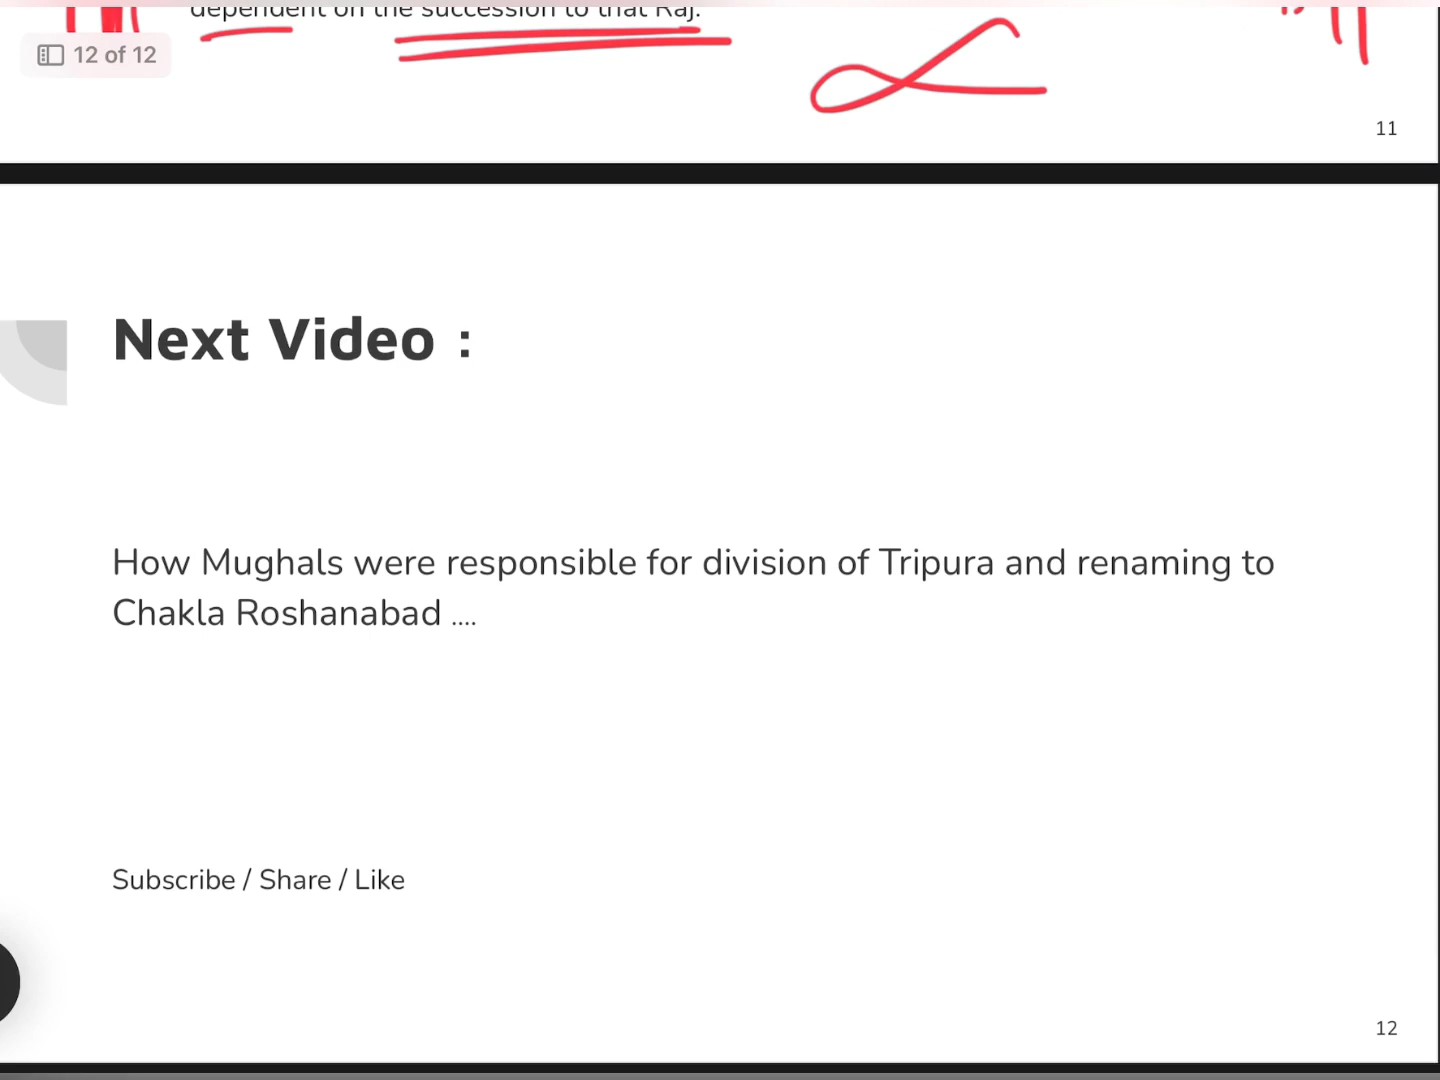 dependent on the succession to that Raj.
12 of 12
11
Next Video :
How Mughals were responsible for division of Tripura and renaming to
Chakla Roshanabad ....
Subscribe / Share / Like
12